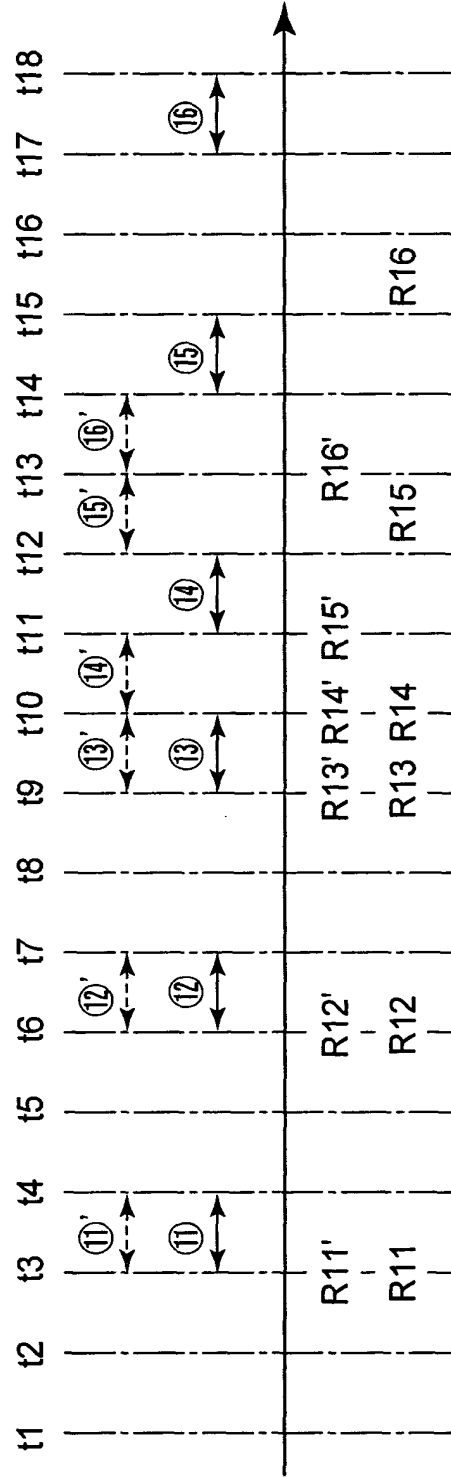 t1 t2 t3 t4 t5 t6 t7 t8 t9 t10 t11 t12 t13 t14 t15 t16 t17 t18
⑪' ⑫' ⑬' ⑭' ⑮' ⑯'
⑪ ⑫ ⑬ ⑭ ⑮ ⑯
R11' R12' R13' R14' R15' R16'
R11 R12 R13 R14 R15 R16